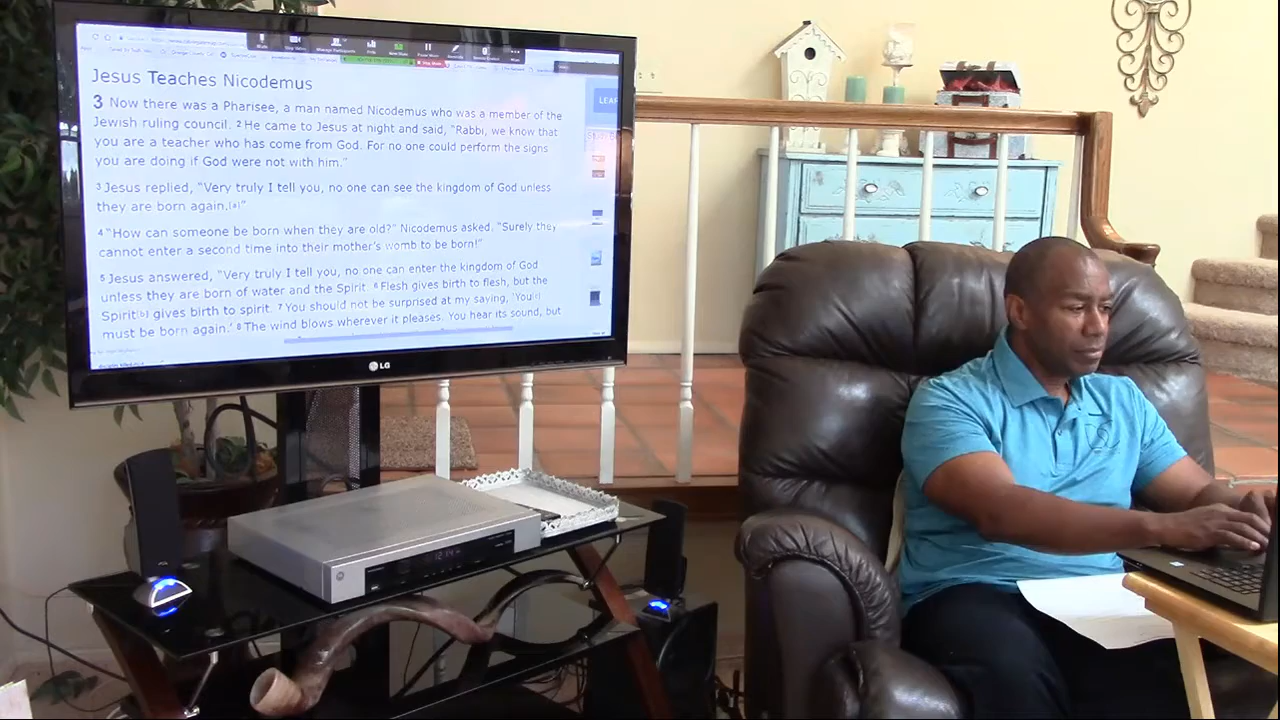 Jesus Teaches Nicodemus
3 Now there was a Pharisee, a man named Nicodemus who was a member of the
Jewish ruling council. 2 He came to Jesus at night and said, “Rabbi, we know that
you are a teacher who has come from God. For no one could perform the signs
you are doing if God were not with him.”
3 Jesus replied, “Very truly I tell you, no one can see the kingdom of God unless
they are born again.[a]”
4 “How can someone be born when they are old?” Nicodemus asked. “Surely they
cannot enter a second time into their mother’s womb to be born!”
5 Jesus answered, “Very truly I tell you, no one can enter the kingdom of God
unless they are born of water and the Spirit. 6 Flesh gives birth to flesh, but the
Spirit[b] gives birth to spirit. 7 You should not be surprised at my saying, ‘You[c]
must be born again.’ 8 The wind blows wherever it pleases. You hear its sound, but
LG